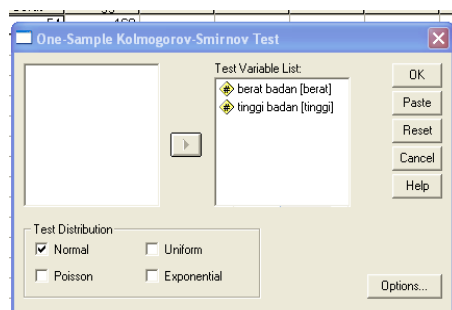 One-Sample Kolmogorov-Smirnov Test
Test Variable List:
berat badan [berat]
tinggi badan [tinggi]
OK
Paste
Reset
Cancel
Help
Test Distribution
Normal
Uniform
Poisson
Exponential
Options...